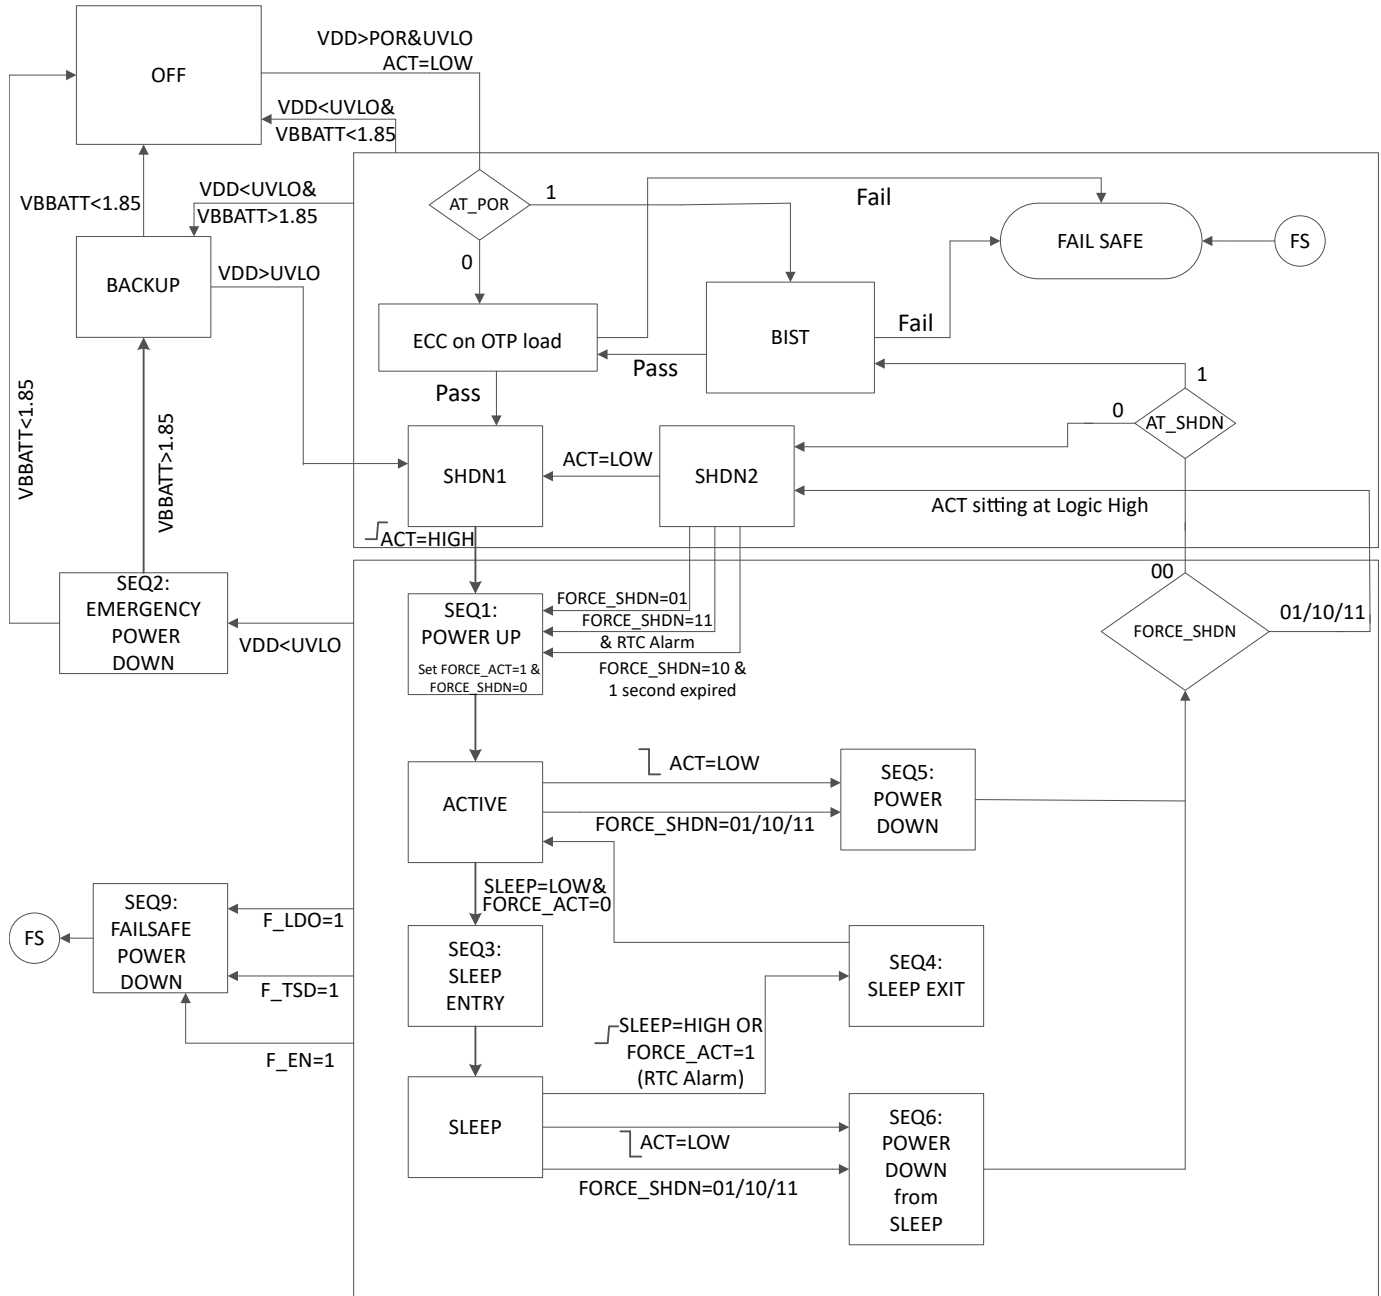 OFF
VDD>POR&UVLO
ACT=LOW
VDD<UVLO&
VBBATT<1.85
VBBATT<1.85
VDD<UVLO&
VBBATT>1.85
AT_POR
1
0
Fail
FAIL SAFE
FS
BACKUP
VDD>UVLO
ECC on OTP load
BIST
Fail
Pass
Pass
1
0
AT_SHDN
VBBATT<1.85
VBBATT>1.85
SHDN1
ACT=LOW
SHDN2
ACT sitting at Logic High
ACT=HIGH
SEQ2:
EMERGENCY
POWER
DOWN
VDD<UVLO
SEQ1:
POWER UP
Set FORCE_ACT=1 &
FORCE_SHDN=0
FORCE_SHDN=01
FORCE_SHDN=11
& RTC Alarm
FORCE_SHDN=10 &
1 second expired
00
FORCE_SHDN
01/10/11
ACTIVE
ACT=LOW
FORCE_SHDN=01/10/11
SEQ5:
POWER
DOWN
SLEEP=LOW&
FORCE_ACT=0
SEQ9:
FAILSAFE
POWER
DOWN
FS
F_LDO=1
F_TSD=1
F_EN=1
SEQ3:
SLEEP
ENTRY
SEQ4:
SLEEP EXIT
SLEEP=HIGH OR
FORCE_ACT=1
(RTC Alarm)
SLEEP
ACT=LOW
FORCE_SHDN=01/10/11
SEQ6:
POWER
DOWN
from
SLEEP